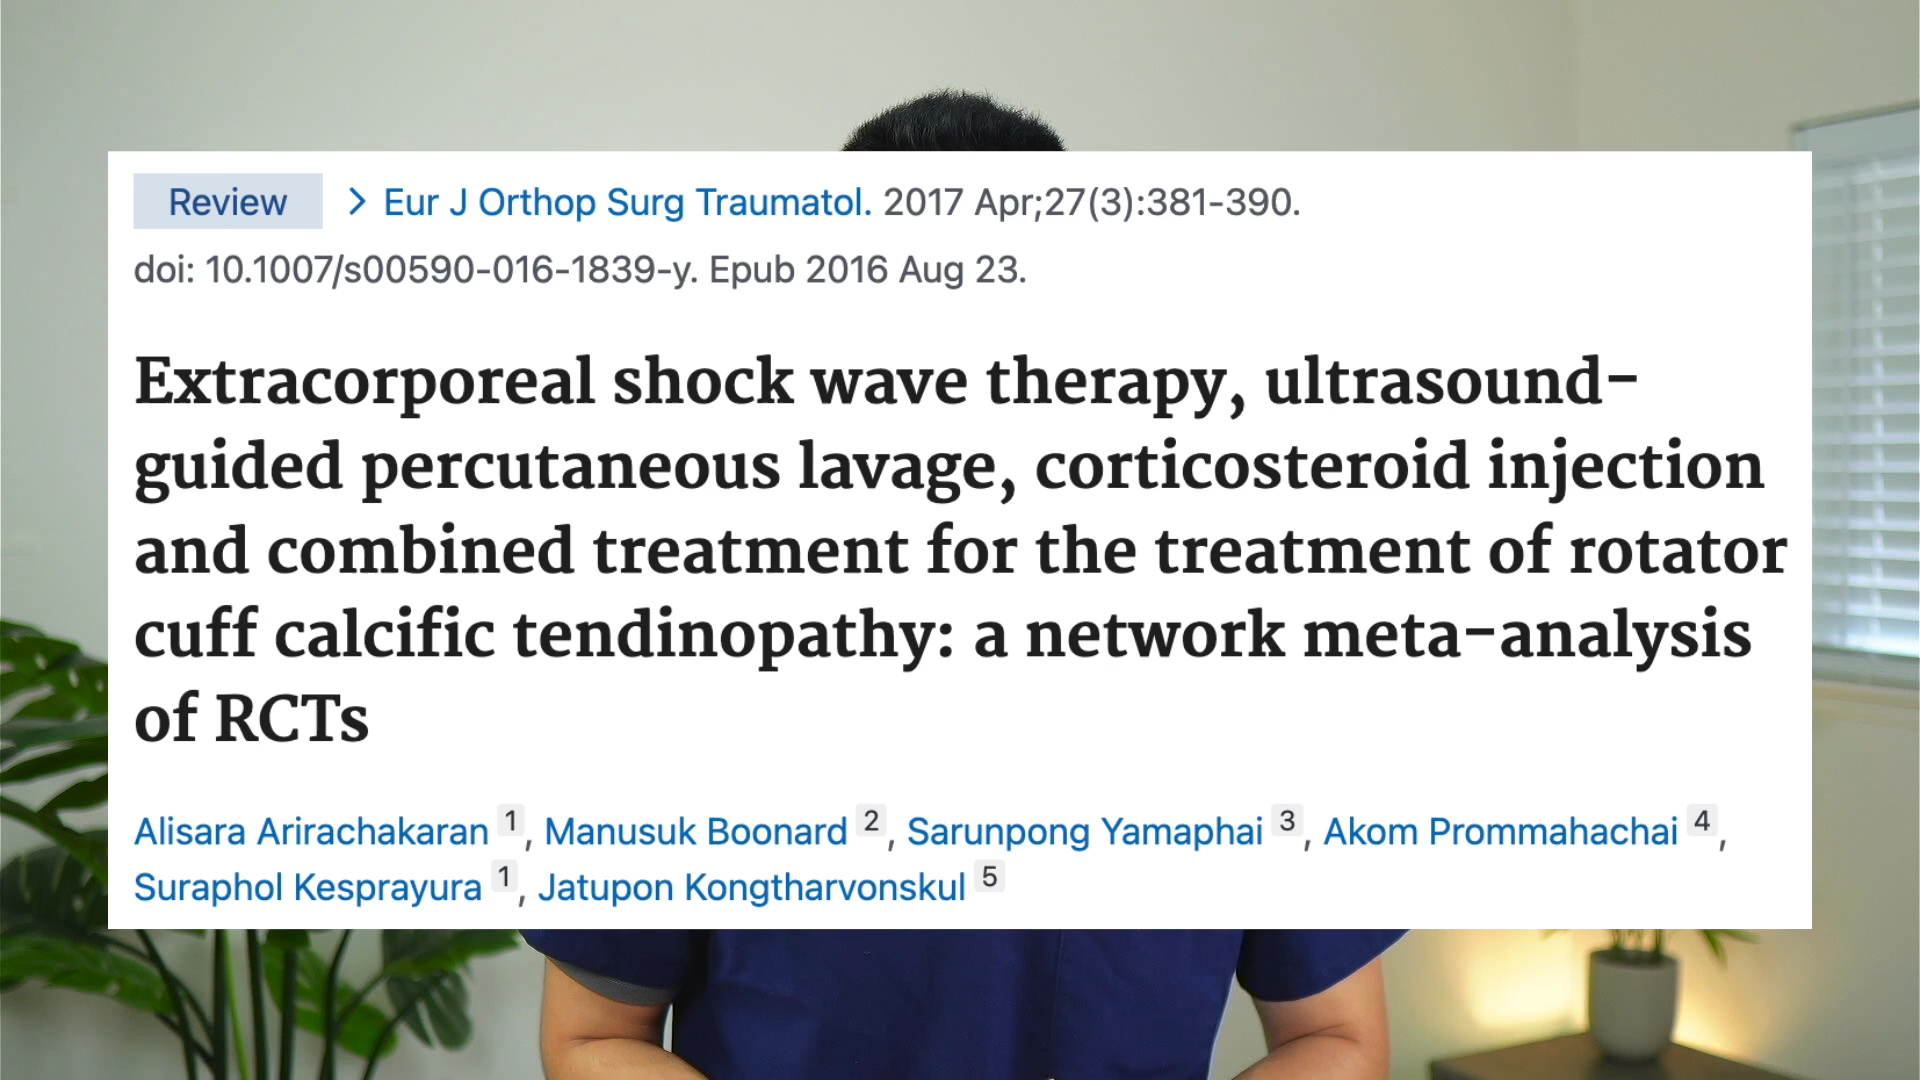 Review > Eur J Orthop Surg Traumatol. 2017 Apr;27(3):381-390.
doi: 10.1007/s00590-016-1839-y. Epub 2016 Aug 23.
Extracorporeal shock wave therapy, ultrasound-
guided percutaneous lavage, corticosteroid injection
and combined treatment for the treatment of rotator
cuff calcific tendinopathy: a network meta-analysis
of RCTs
Alisara Arirachakaran 1, Manusuk Boonard 2, Sarunpong Yamaphai 3, Akom Prommahachai 4,
Suraphol Kesprayura 1, Jatupon Kongtharvonskul 5